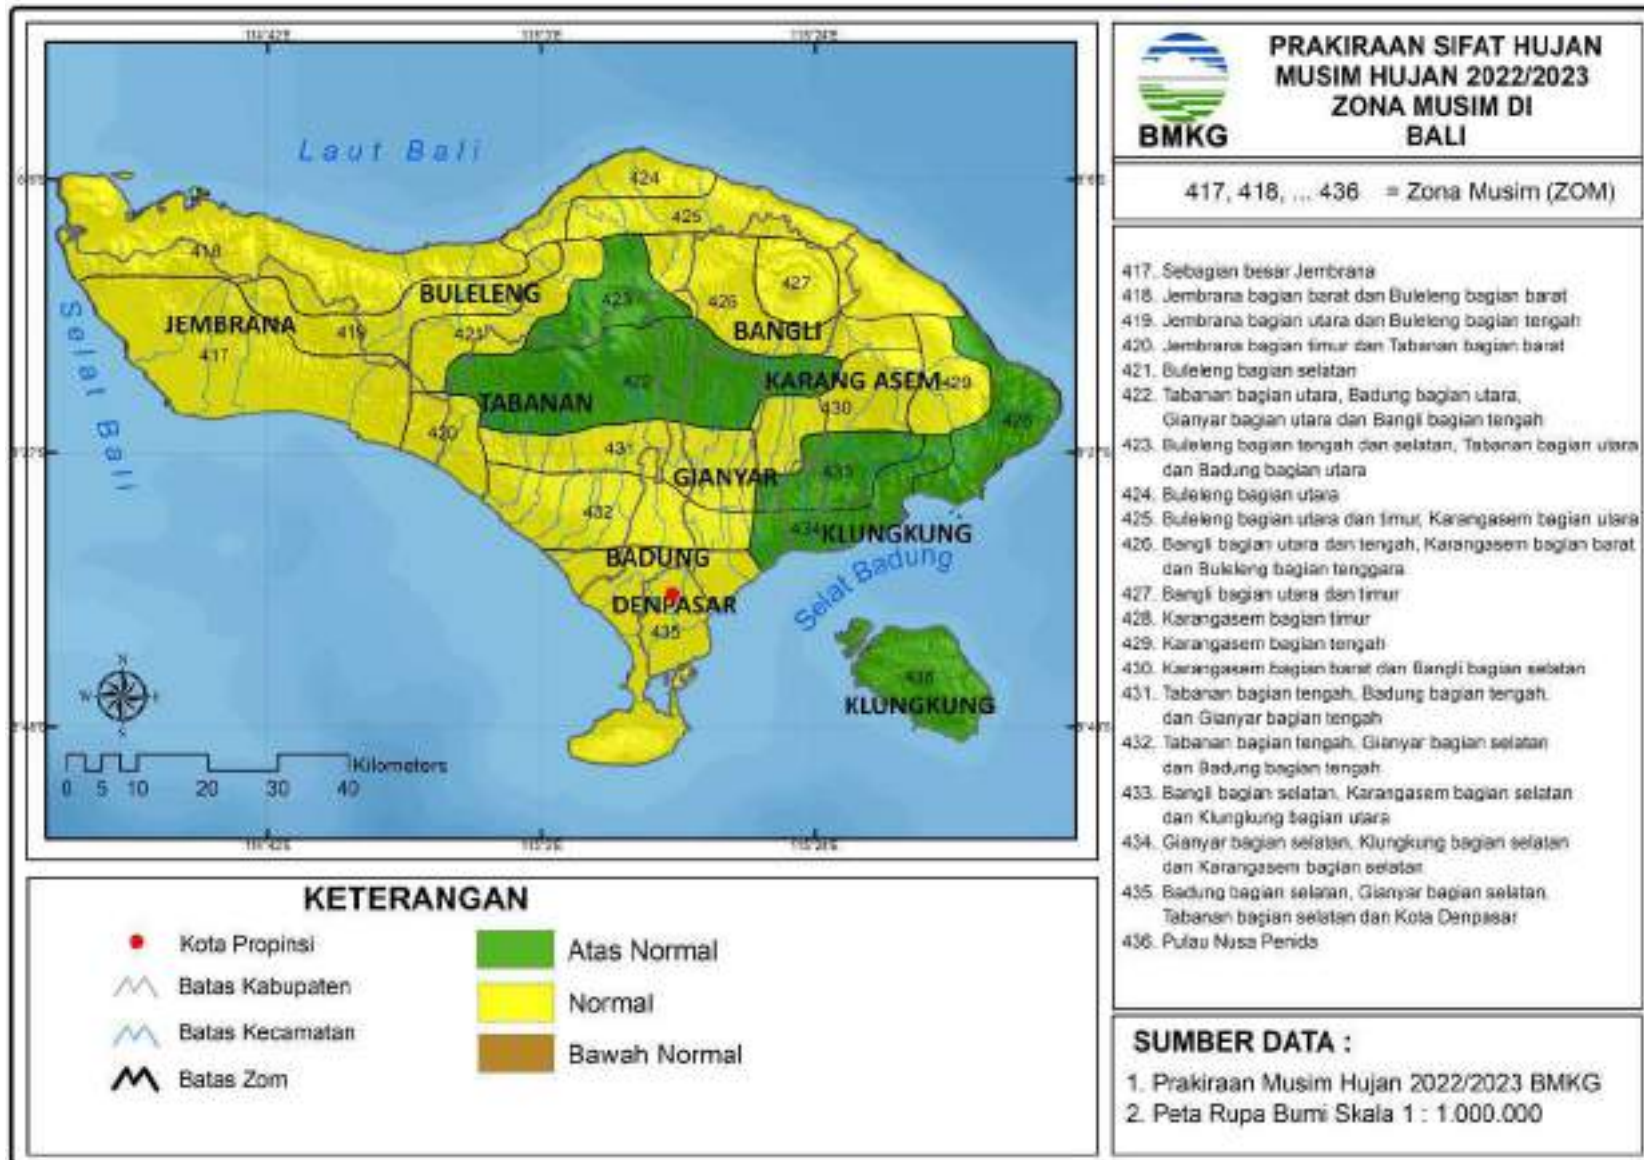 114°42'E
Laut Bali
Selat Bali
424
425
418
427
423
426
BULELENG
JEMBRANA
419
421
BANGLI
417
422
KARANG ASEM
429
TABANAN
430
428
420
431
GIANYAR
433
432
434
KLUNGKUNG
BADUNG
Selat Badung
DENPASAR
435
436
KLUNGKUNG
N
W
E
S
Kilometers
0 5 10 20 30 40
114°42'E
BMKG
PRAKIRAAN SIFAT HUJAN
MUSIM HUJAN 2022/2023
ZONA MUSIM DI
BALI
417, 418, ... 436 = Zona Musim (ZOM)
417. Sebagian besar Jembrana
418. Jembrana bagian barat dan Buleleng bagian barat
419. Jembrana bagian utara dan Buleleng bagian tengah
420. Jembrana bagian timur dan Tabanan bagian barat
421. Buleleng bagian selatan
422. Tabanan bagian utara, Badung bagian utara,
Gianyar bagian utara dan Bangli bagian tengah
423. Buleleng bagian tengah dan selatan, Tabanan bagian utara
dan Badung bagian utara
424. Buleleng bagian utara
425. Buleleng bagian utara dan timur, Karangasem bagian utara
426. Bangli bagian utara dan tengah, Karangasem bagian barat
dan Buleleng bagian tenggara
427. Bangli bagian utara dan timur
428. Karangasem bagian timur
429. Karangasem bagian tengah
430. Karangasem bagian barat dan Bangli bagian selatan
431. Tabanan bagian tengah, Badung bagian tengah,
dan Gianyar bagian tengah
432. Tabanan bagian tengah, Gianyar bagian selatan
dan Badung bagian tengah
433. Bangli bagian selatan, Karangasem bagian selatan
dan Klungkung bagian utara
434. Gianyar bagian selatan, Klungkung bagian selatan
dan Karangasem bagian selatan
435. Badung bagian selatan, Gianyar bagian selatan,
Tabanan bagian selatan dan Kota Denpasar
436. Pulau Nusa Penida
KETERANGAN
Kota Propinsi
Batas Kabupaten
Batas Kecamatan
Batas Zom
Atas Normal
Normal
Bawah Normal
SUMBER DATA :
1. Prakiraan Musim Hujan 2022/2023 BMKG
2. Peta Rupa Bumi Skala 1 : 1.000.000